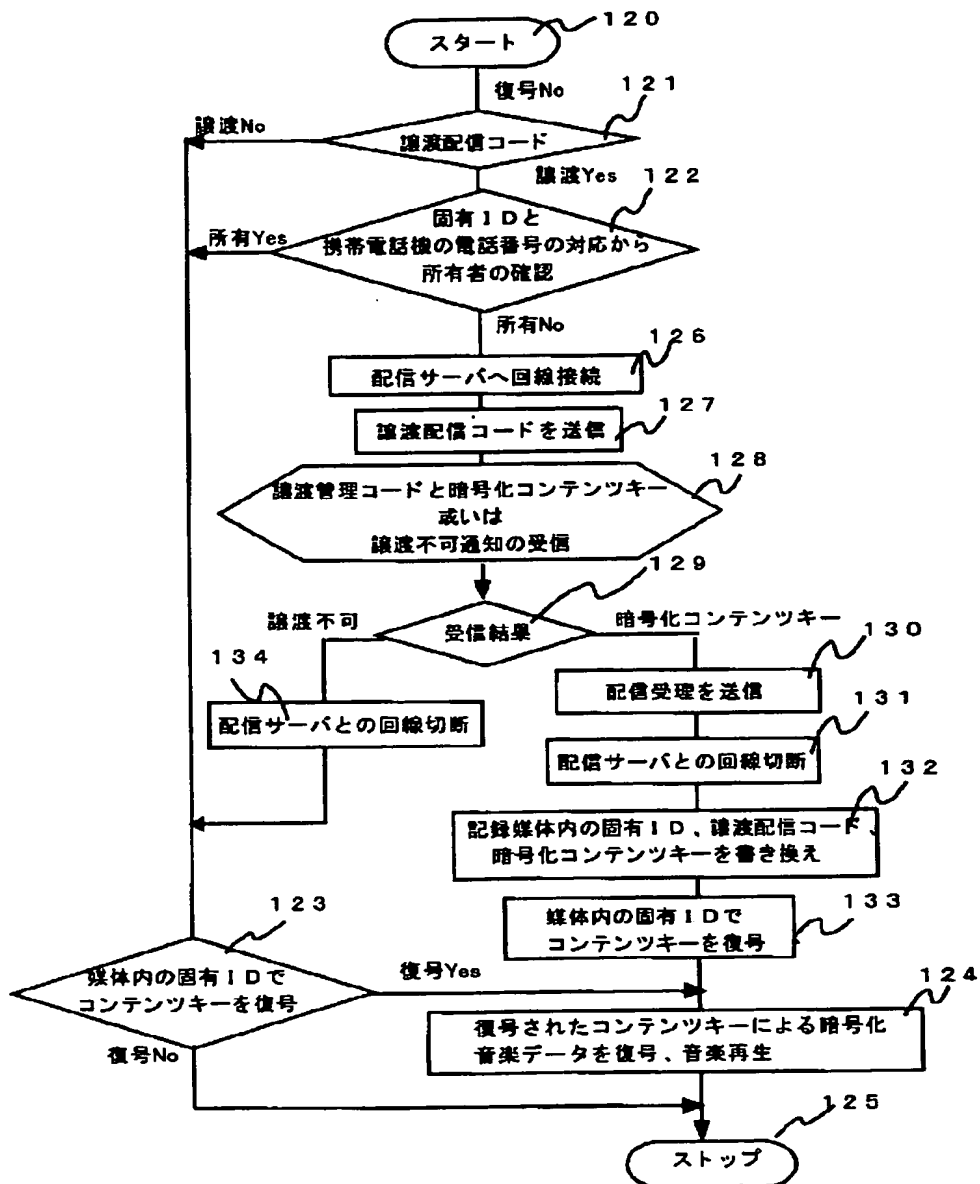 120
スタート
復号No
121
譲渡No
譲渡配信コード
譲渡Yes
122
固有IDと
携帯電話機の電話番号の対応から
所有者の確認
所有Yes
所有No
126
配信サーバへ回線接続
127
譲渡配信コードを送信
128
譲渡管理コードと暗号化コンテンツキー
或いは
譲渡不可通知の受信
129
譲渡不可
受信結果
暗号化コンテンツキー
130
134
配信受理を送信
131
配信サーバとの回線切断
配信サーバとの回線切断
132
記録媒体内の固有ID、譲渡配信コード、
暗号化コンテンツキーを書き換え
133
123
媒体内の固有IDで
コンテンツキーを復号
媒体内の固有IDで
コンテンツキーを復号
復号Yes
124
復号されたコンテンツキーによる暗号化
音楽データを復号、音楽再生
復号No
125
ストップ